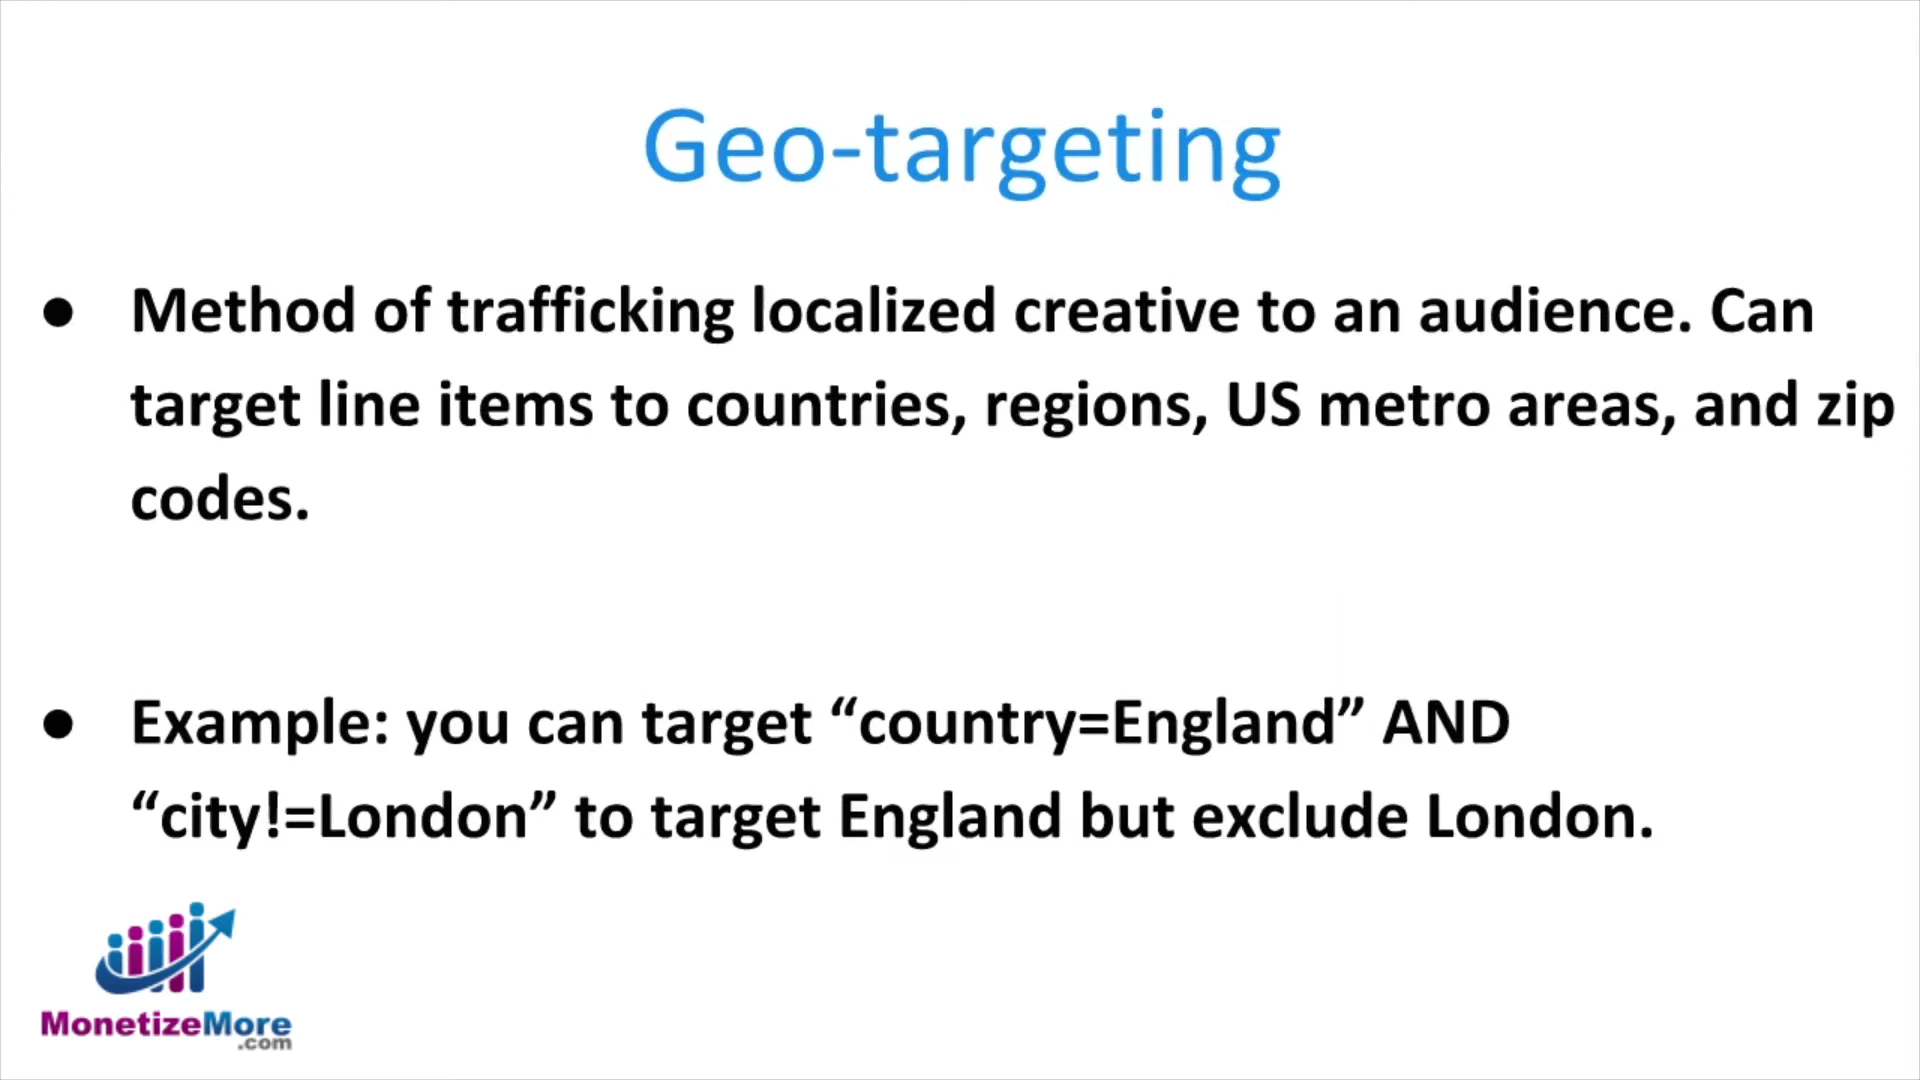 Geo-targeting
● Method of trafficking localized creative to an audience. Can
target line items to countries, regions, US metro areas, and zip
codes.
● Example: you can target “country=England” AND
“city!=London” to target England but exclude London.
MonetizeMore
.com